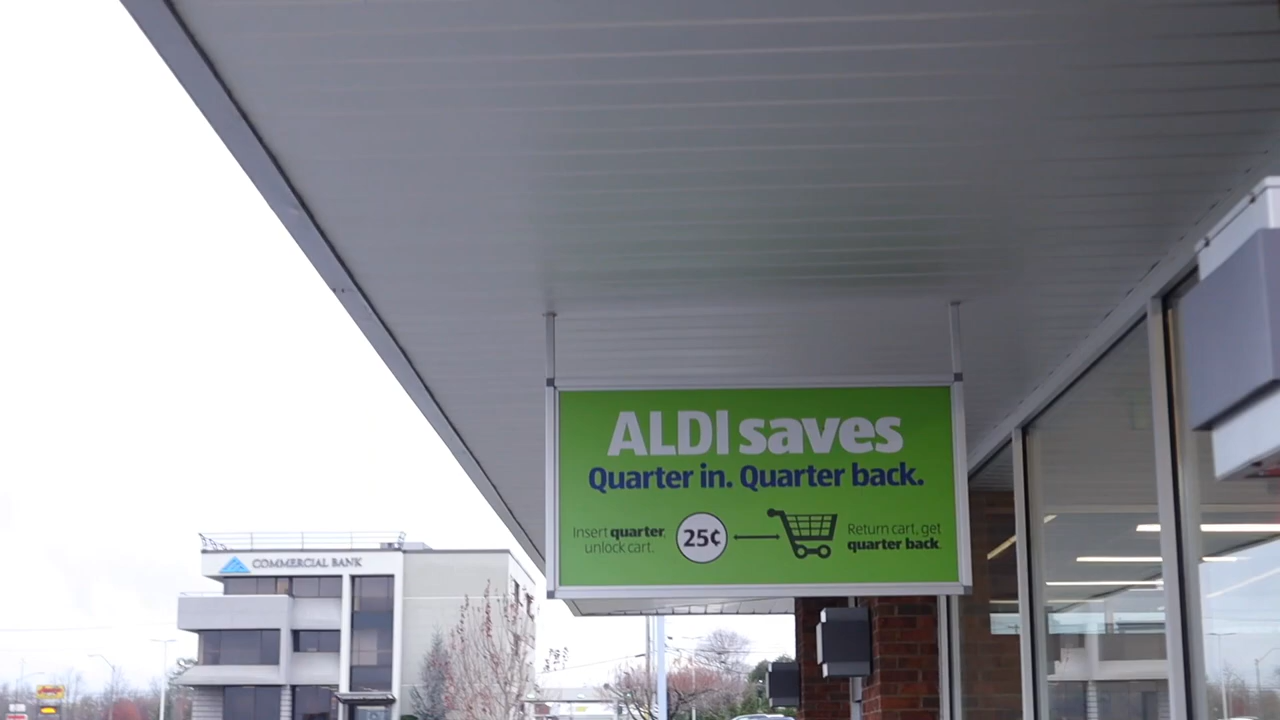 ALDI saves
Quarter in. Quarter back.
Insert quarter,
unlock cart.
25¢
Return cart, get
quarter back.
COMMERCIAL BANK